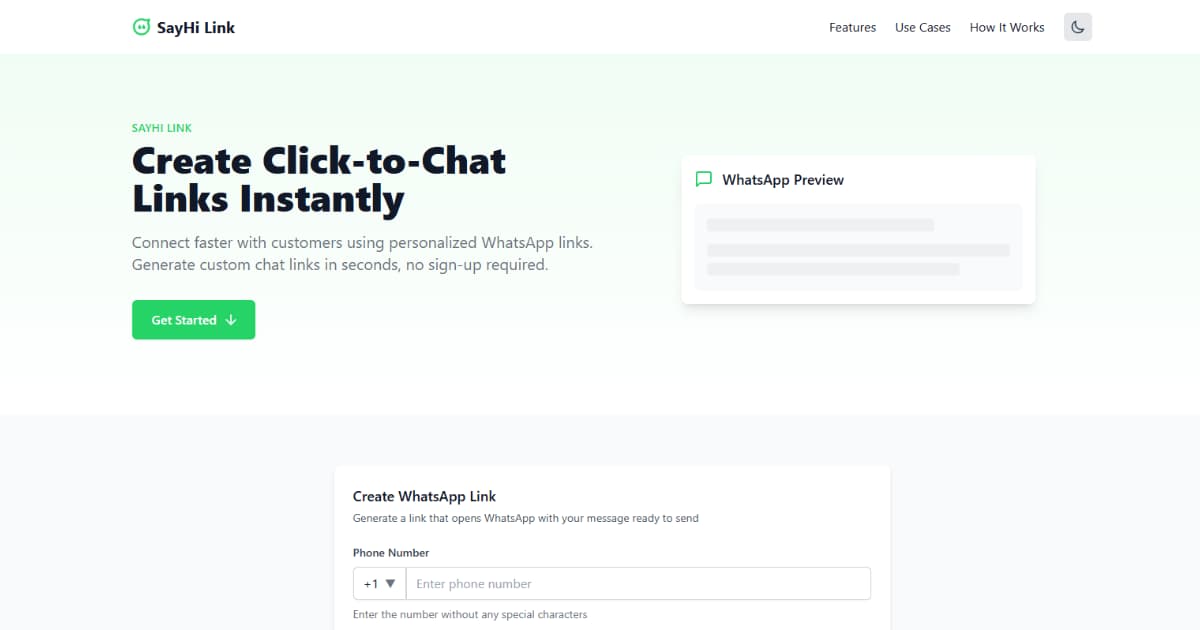 SayHi Link
Features
Use Cases
How It Works
SAYHI LINK
Create Click-to-Chat
Links Instantly
Connect faster with customers using personalized WhatsApp links.
Generate custom chat links in seconds, no sign-up required.
Get Started
WhatsApp Preview
Create WhatsApp Link
Generate a link that opens WhatsApp with your message ready to send
Phone Number
+1
Enter phone number
Enter the number without any special characters